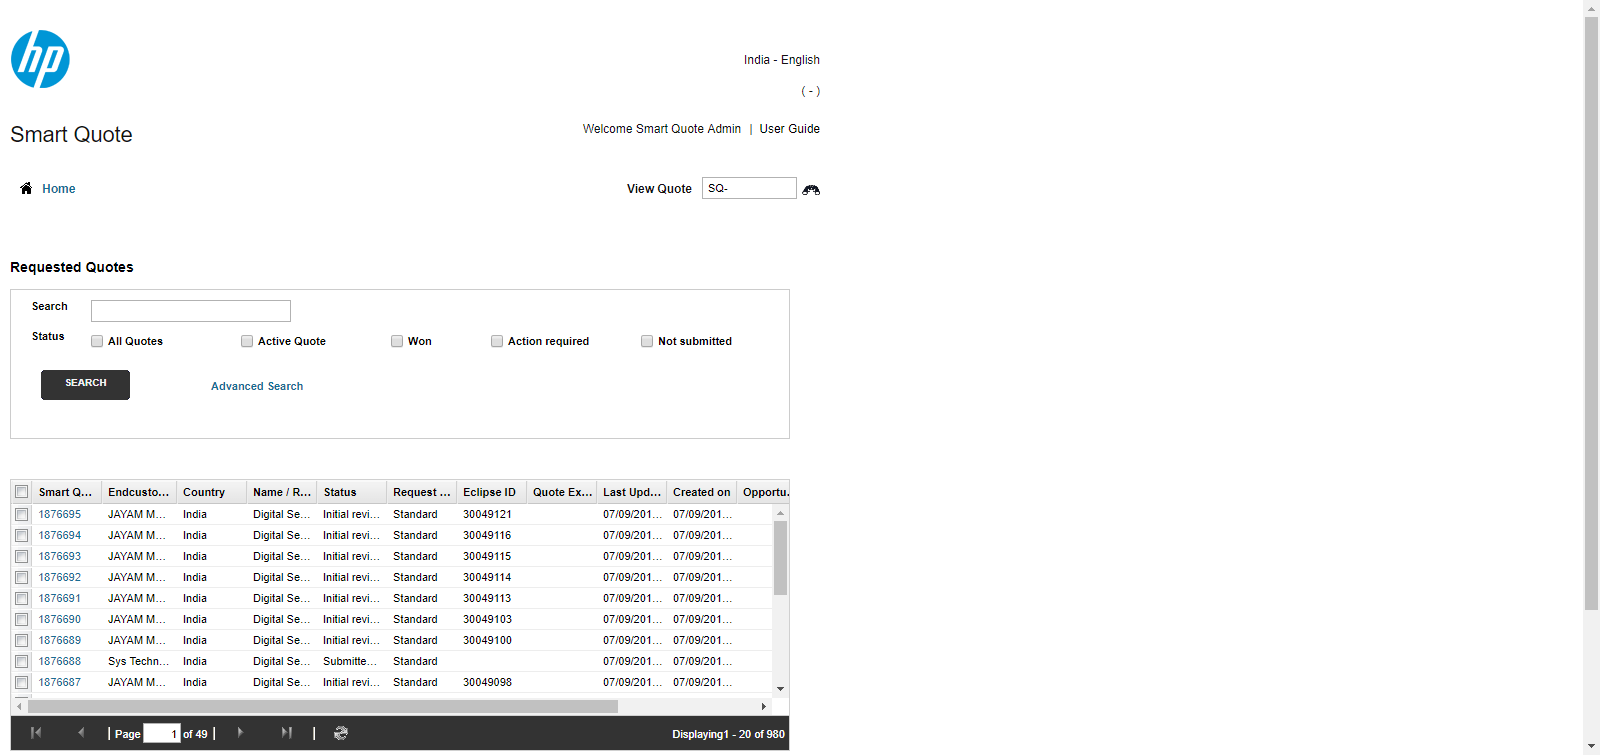 hp
India - English
( - )
Smart Quote
Welcome Smart Quote Admin | User Guide
Home
View Quote SQ-
Requested Quotes
Search
Status All Quotes Active Quote Won Action required Not submitted
SEARCH Advanced Search
Smart Q... Endcusto... Country Name / R... Status Request ... Eclipse ID Quote Ex... Last Upd... Created on Opportu..
1876695 JAYAM M... India Digital Se... Initial revi... Standard 30049121 07/09/201... 07/09/201...
1876694 JAYAM M... India Digital Se... Initial revi... Standard 30049116 07/09/201... 07/09/201...
1876693 JAYAM M... India Digital Se... Initial revi... Standard 30049115 07/09/201... 07/09/201...
1876692 JAYAM M... India Digital Se... Initial revi... Standard 30049114 07/09/201... 07/09/201...
1876691 JAYAM M... India Digital Se... Initial revi... Standard 30049113 07/09/201... 07/09/201...
1876690 JAYAM M... India Digital Se... Initial revi... Standard 30049103 07/09/201... 07/09/201...
1876689 JAYAM M... India Digital Se... Initial revi... Standard 30049100 07/09/201... 07/09/201...
1876688 Sys Techn... India Digital Se... Submitte... Standard 07/09/201... 07/09/201...
1876687 JAYAM M... India Digital Se... Initial revi... Standard 30049098 07/09/201... 07/09/201...
| Page 1 of 49 | | Displaying1 - 20 of 980